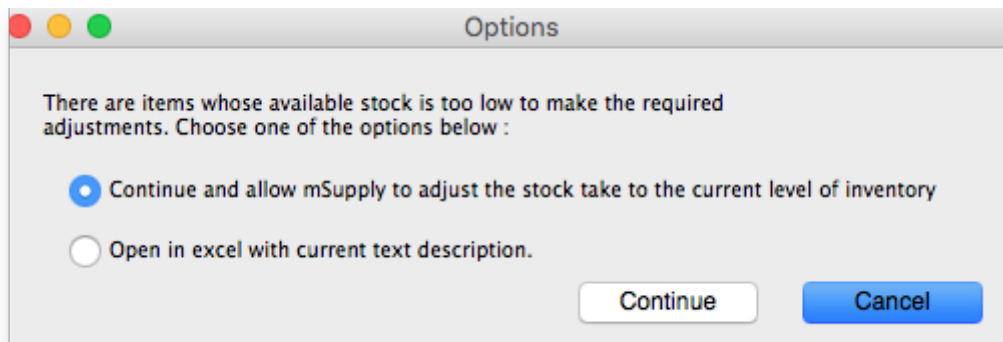 Options
There are items whose available stock is too low to make the required
adjustments. Choose one of the options below :
Continue and allow mSupply to adjust the stock take to the current level of inventory
Open in excel with current text description.
Continue
Cancel